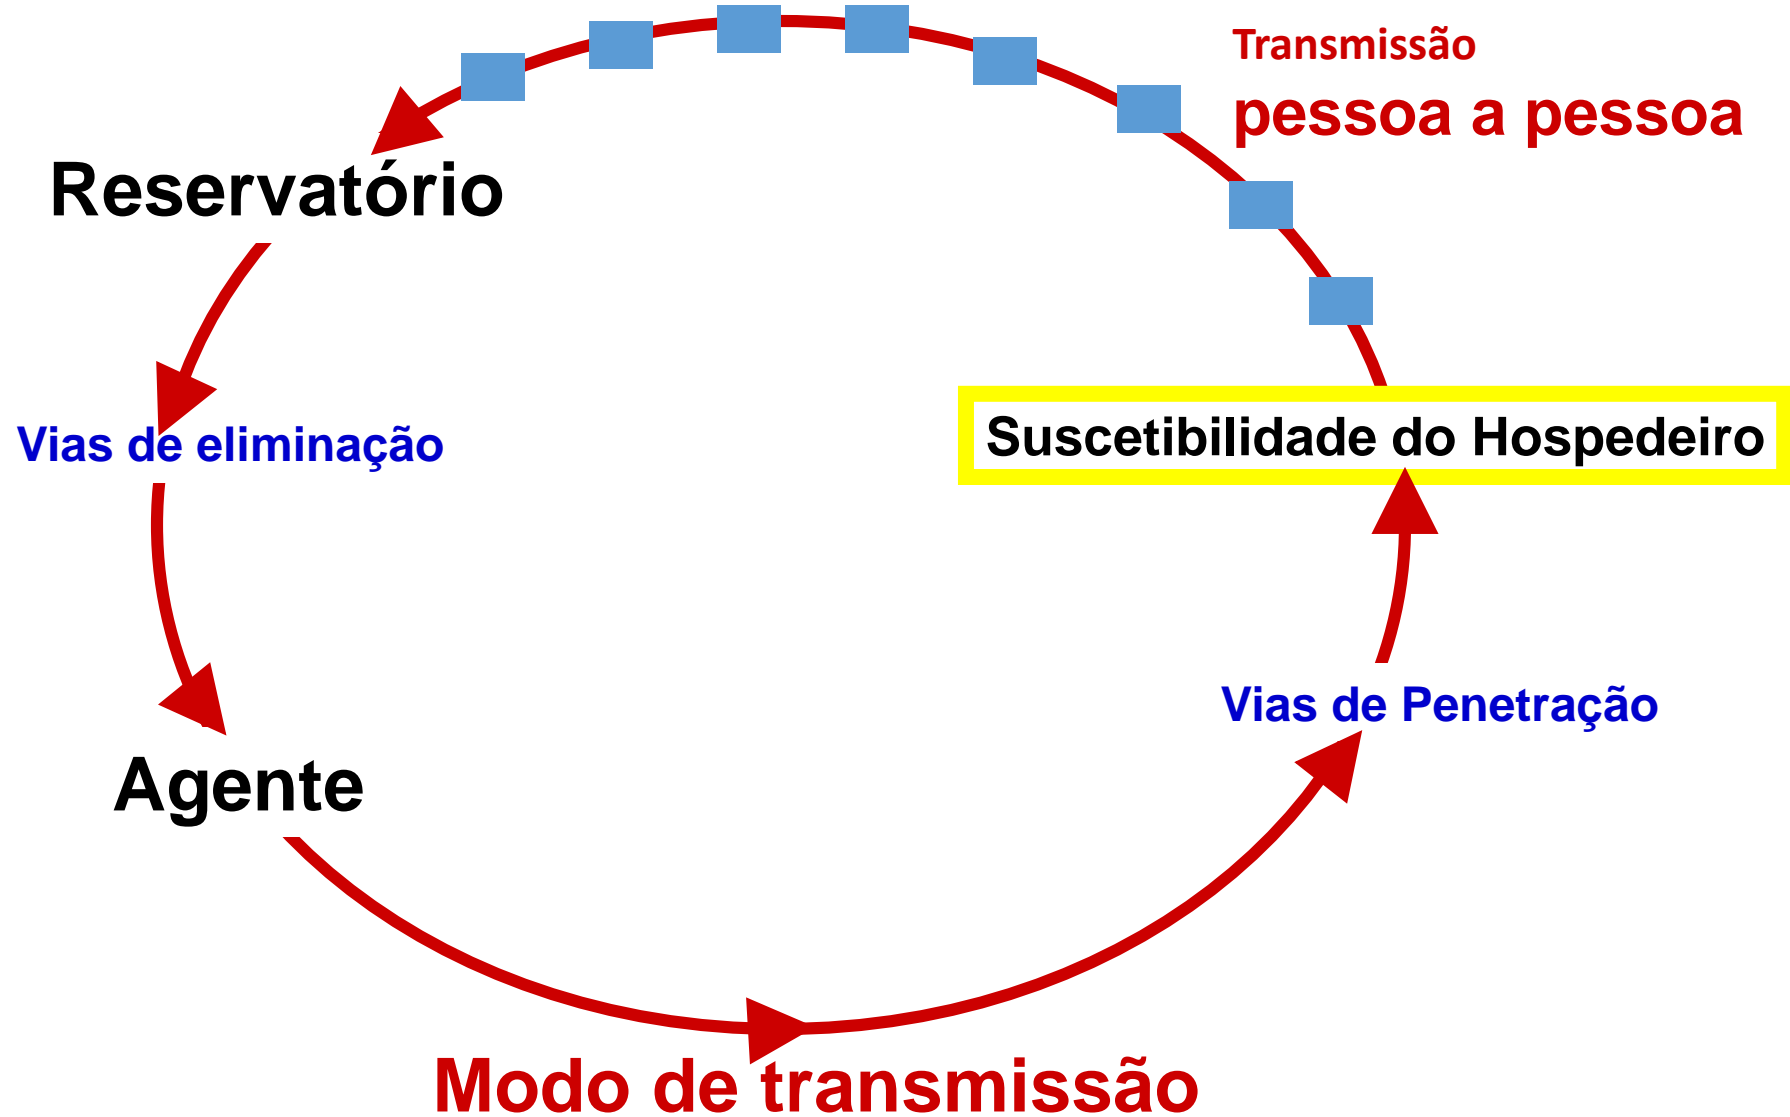 Transmissão
pessoa a pessoa
Reservatório
Vias de eliminação
Suscetibilidade do Hospedeiro
Vias de Penetração
Agente
Modo de transmissão